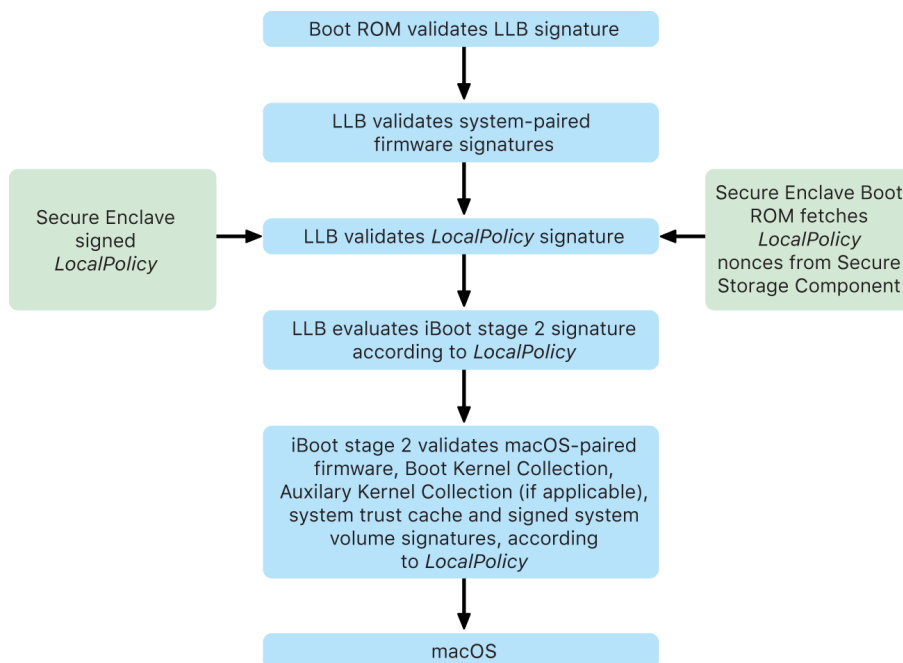 Boot ROM validates LLB signature
LLB validates system-paired
firmware signatures
Secure Enclave
signed
LocalPolicy
LLB validates LocalPolicy signature
Secure Enclave Boot
ROM fetches
LocalPolicy
nonces from Secure
Storage Component
LLB evaluates iBoot stage 2 signature
according to LocalPolicy
iBoot stage 2 validates macOS-paired
firmware, Boot Kernel Collection,
Auxilary Kernel Collection (if applicable),
system trust cache and signed system
volume signatures, according
to LocalPolicy
macOS